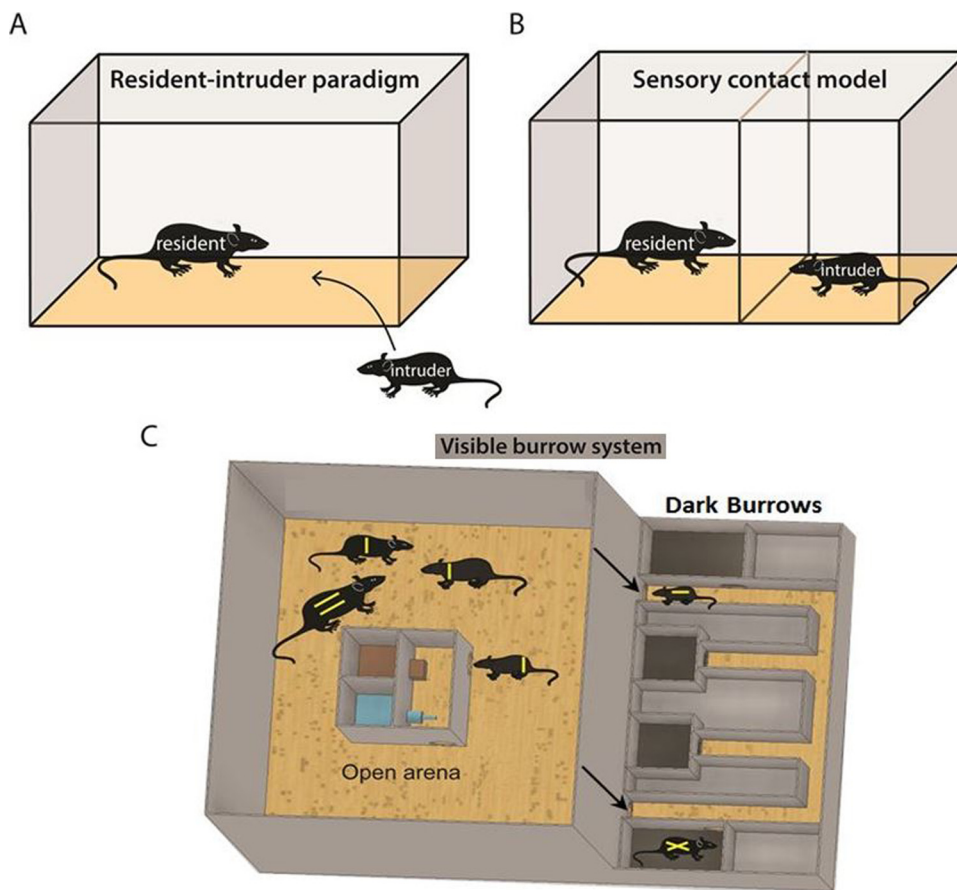 A
Resident-intruder paradigm
resident
intruder
B
Sensory contact model
resident
intruder
C
Visible burrow system
Dark Burrows
Open arena